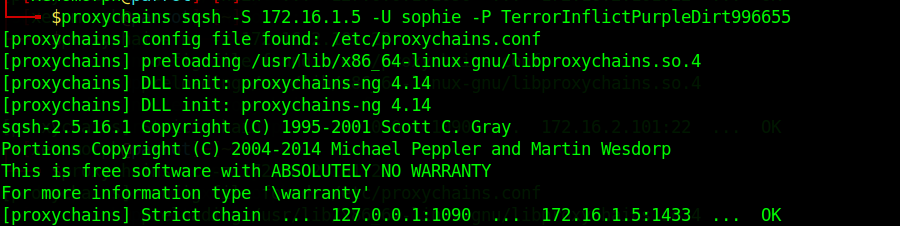 $proxychains sqsh -S 172.16.1.5 -U sophie -P TerrorInflictPurpleDirt996655
[proxychains] config file found: /etc/proxychains.conf
[proxychains] preloading /usr/lib/x86_64-linux-gnu/libproxychains.so.4
[proxychains] DLL init: proxychains-ng 4.14
[proxychains] DLL init: proxychains-ng 4.14
sqsh-2.5.16.1 Copyright (C) 1995-2001 Scott C. Gray
Portions Copyright (C) 2004-2014 Michael Peppler and Martin Wesdorp
This is free software with ABSOLUTELY NO WARRANTY
For more information type '\warranty'
[proxychains] Strict chain  ...  127.0.0.1:1090  ...  172.16.1.5:1433  ...  OK